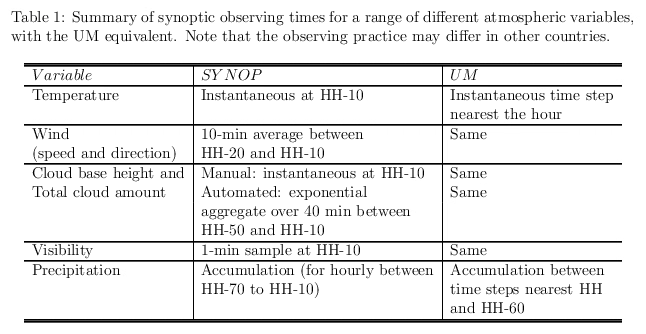 Table 1: Summary of synoptic observing times for a range of different atmospheric variables,
with the UM equivalent. Note that the observing practice may differ in other countries.
Variable SYNOP UM
Temperature Instantaneous at HH-10 Instantaneous time step
nearest the hour
Wind 10-min average between Same
(speed and direction) HH-20 and HH-10
Cloud base height and Manual: instantaneous at HH-10 Same
Total cloud amount Automated: exponential Same
aggregate over 40 min between
HH-50 and HH-10
Visibility 1-min sample at HH-10 Same
Precipitation Accumulation (for hourly between Accumulation between
HH-70 to HH-10) time steps nearest HH
and HH-60